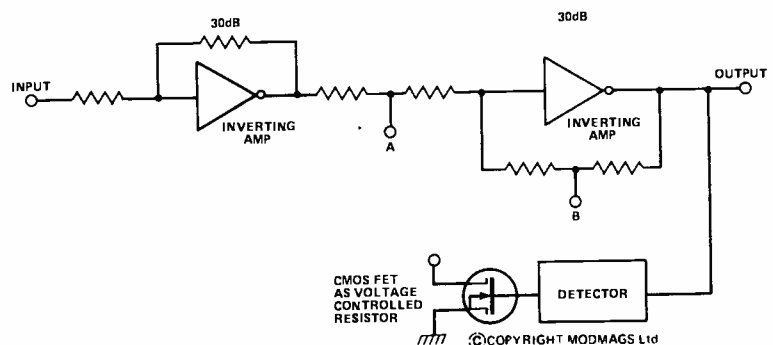 30dB
30dB
INPUT
OUTPUT
INVERTING
AMP
A
INVERTING
AMP
B
CMOS FET
AS VOLTAGE
CONTROLLED
RESISTOR
DETECTOR
©COPYRIGHT MODMAGS Ltd